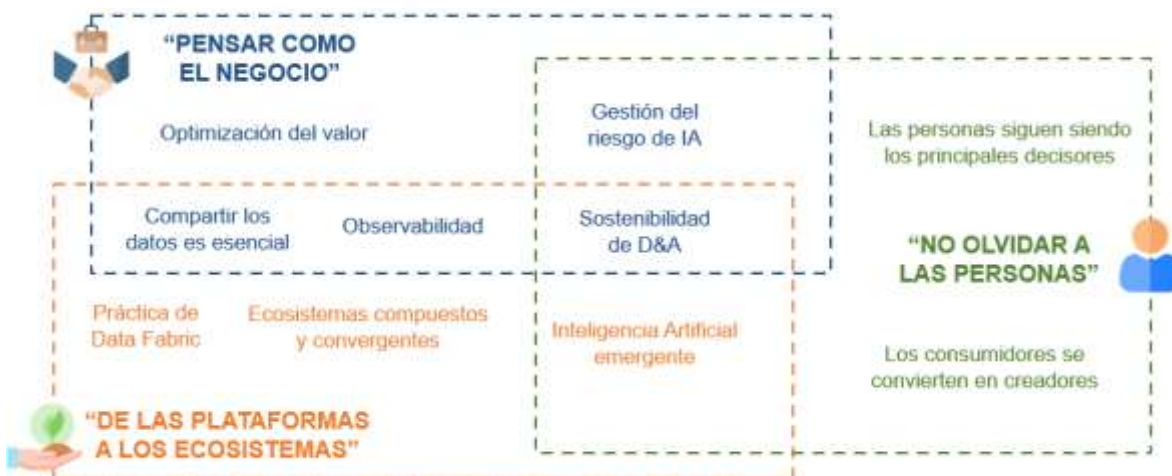 “PENSAR COMO
EL NEGOCIO”
Optimización del valor
Gestión del
riesgo de IA
Las personas siguen siendo
los principales decisores
Compartir los
datos es esencial
Observabilidad
Sostenibilidad
de D&A
“NO OLVIDAR A
LAS PERSONAS”
Práctica de
Data Fabric
Ecosistemas compuestos
y convergentes
Inteligencia Artificial
emergente
Los consumidores se
convierten en creadores
“DE LAS PLATAFORMAS
A LOS ECOSISTEMAS”